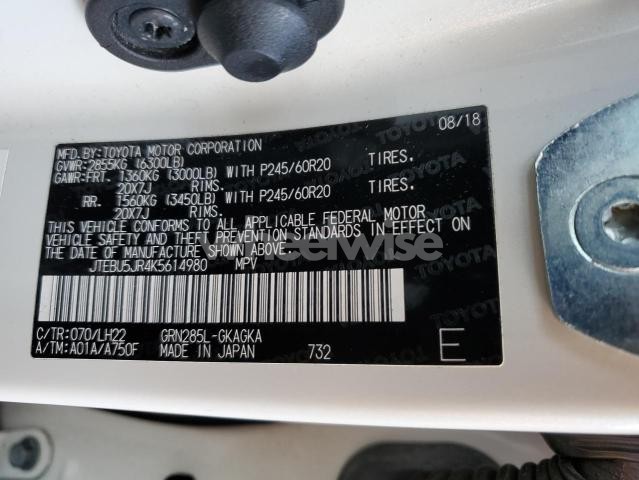 MFD.BY:TOYOTA MOTOR CORPORATION 08/18
GVWR:2855KG (6300LB)
GAWR:FRT. 1360KG (3000LB) WITH P245/60R20 TIRES.
20X7J RIMS.
RR. 1560KG (3450LB) WITH P245/60R20 TIRES.
20X7J RIMS.
THIS VEHICLE CONFORMS TO ALL APPLICABLE FEDERAL MOTOR
VEHICLE SAFETY AND THEFT PREVENTION STANDARDS IN EFFECT ON
THE DATE OF MANUFACTURE SHOWN ABOVE.
JTEBU5JR4K5614980 MPV
C/TR:070/LH22 GRN285L-GKAGKA
A/TM:A01A/A750F MADE IN JAPAN 732 E